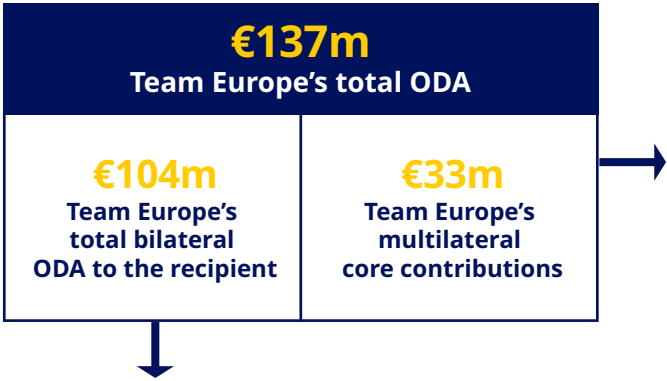 €137m
Team Europe’s total ODA
€104m
Team Europe’s
total bilateral
ODA to the recipient
€33m
Team Europe’s
multilateral
core contributions